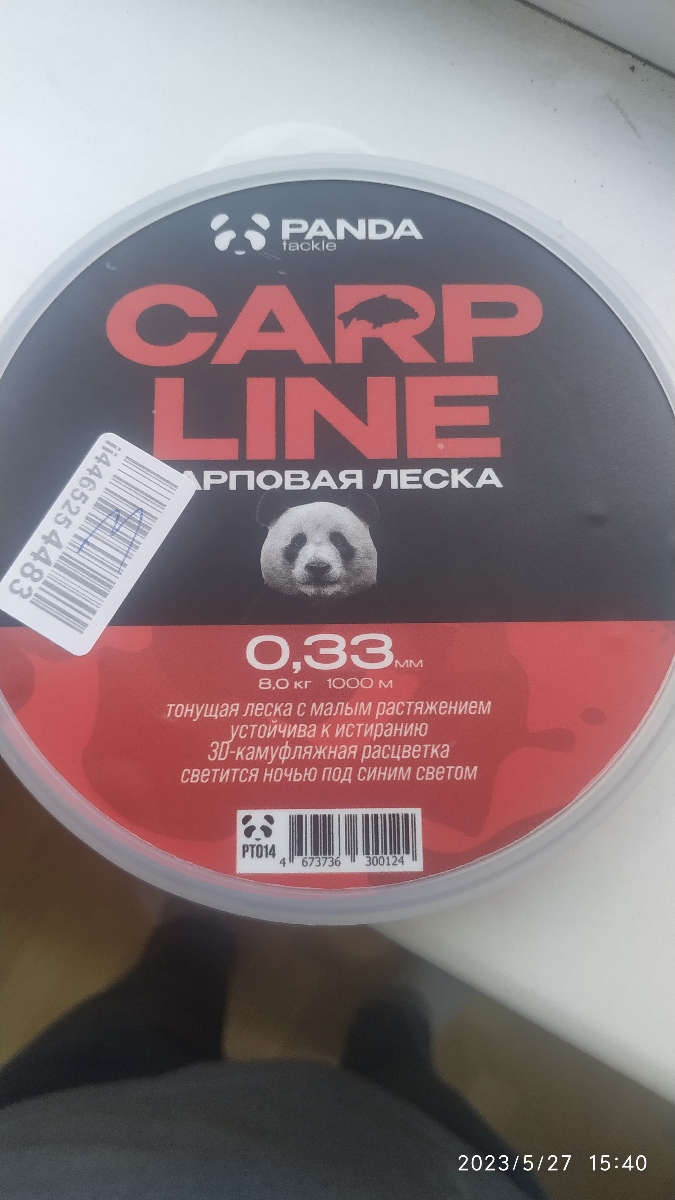 PANDA
tackle
CARP
LINE
АРПОВАЯ ЛЕСКА
ii4465254483
0,33мм
8,0 кг 1000 м
тонущая леска с малым растяжением
устойчива к истиранию
3D-камуфляжная расцветка
светится ночью под синим светом
PT014
4 673736 300124
2023/5/27 15:40